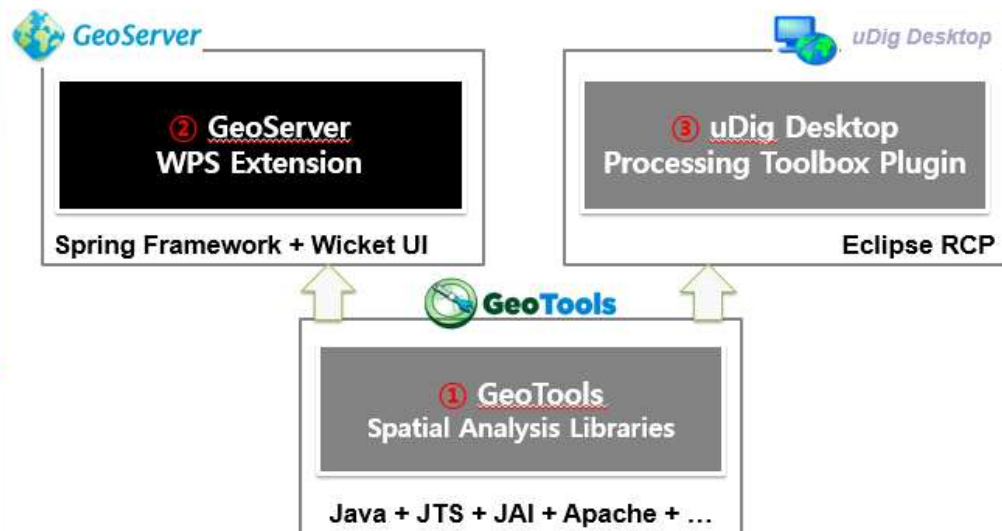 GeoServer
uDig Desktop
② GeoServer
WPS Extension
③ uDig Desktop
Processing Toolbox Plugin
Spring Framework + Wicket UI
Eclipse RCP
GeoTools
① GeoTools
Spatial Analysis Libraries
Java + JTS + JAI + Apache + ...